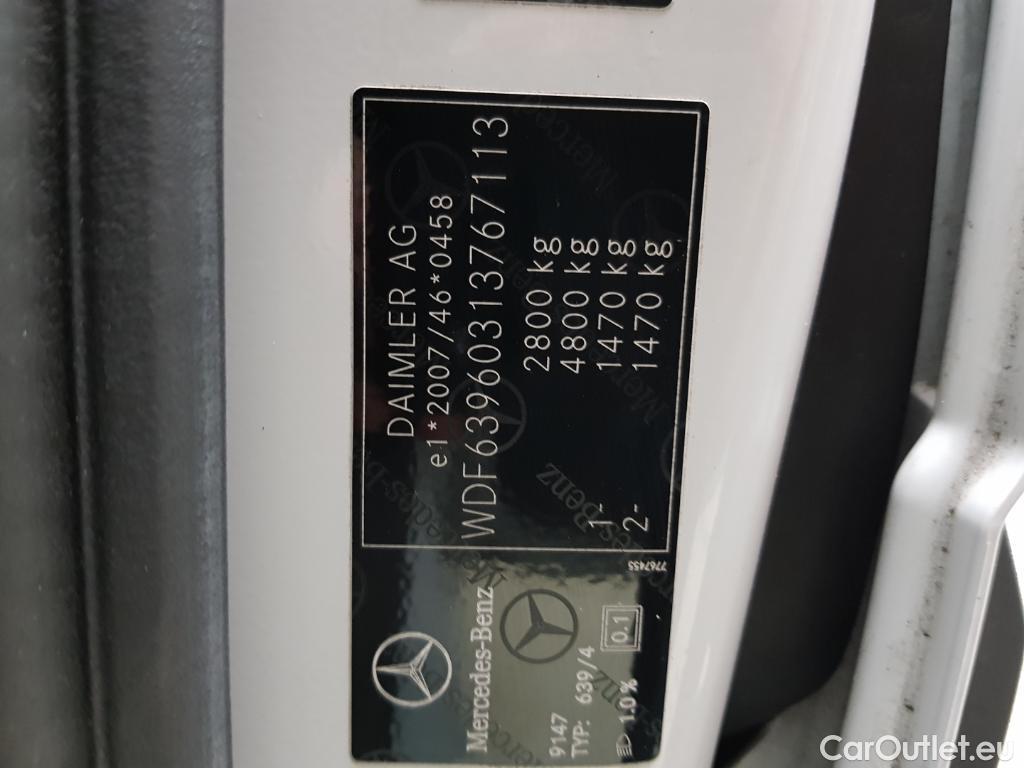 Mercedes-Benz
9147
TYP: 639/4
1.0 %
0.1
7767455
DAIMLER AG
e1*2007/46*0458
WDF63960313767113
2800 kg
4800 kg
1- 1470 kg
2- 1470 kg
CarOutlet.eu